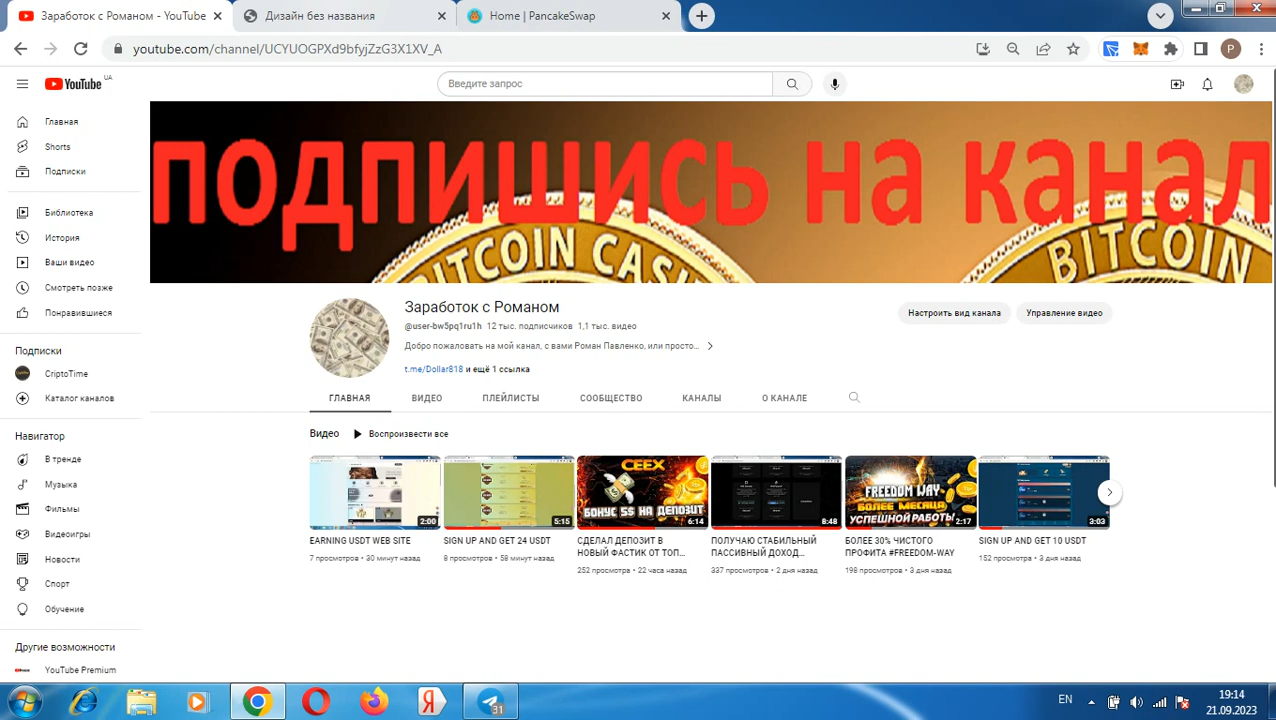 Заработок с Романом - YouTube
Дизайн без названия
Home | PancakeSwap
youtube.com/channel/UCYUOGPXd9bfyjZzG3X1XV_A
P
YouTube UA
Введите запрос
Главная
Shorts
Подписки
Библиотека
История
Ваши видео
Смотреть позже
Понравившиеся
Подписки
CriptoTime
Каталог каналов
Навигатор
В тренде
Музыка
Фильмы
Видеоигры
Новости
Спорт
Обучение
Другие возможности
YouTube Premium
подпишись на канал
BITCOIN CASH
BITCOIN
Заработок с Романом
@user-bw5pq1ru1h 12 тыс. подписчиков 1,1 тыс. видео
Добро пожаловать на мой канал, с вами Роман Павленко, или просто...
t.me/Dollar818 и ещё 1 ссылка
Настроить вид канала
Управление видео
ГЛАВНАЯ ВИДЕО ПЛЕЙЛИСТЫ СООБЩЕСТВО КАНАЛЫ О КАНАЛЕ
Видео Воспроизвести все
2:00
EARNING USDT WEB SITE
7 просмотров • 30 минут назад
5:15
SIGN UP AND GET 24 USDT
8 просмотров • 58 минут назад
CEEX
БОНУС 5$ НА ДЕПОЗИТ
6:14
СДЕЛАЛ ДЕПОЗИТ В
НОВЫЙ ФАСТИК ОТ ТОП...
252 просмотра • 22 часа назад
8:48
ПОЛУЧАЮ СТАБИЛЬНЫЙ
ПАССИВНЫЙ ДОХОД...
337 просмотров • 2 дня назад
FREEDOM WAY
БОЛЕЕ МЕСЯЦА
УСПЕШНОЙ РАБОТЫ
2:17
БОЛЕЕ 30% ЧИСТОГО
ПРОФИТА #FREEDOM-WAY
198 просмотров • 3 дня назад
3:03
SIGN UP AND GET 10 USDT
152 просмотра • 3 дня назад
31
EN
19:14
21.09.2023